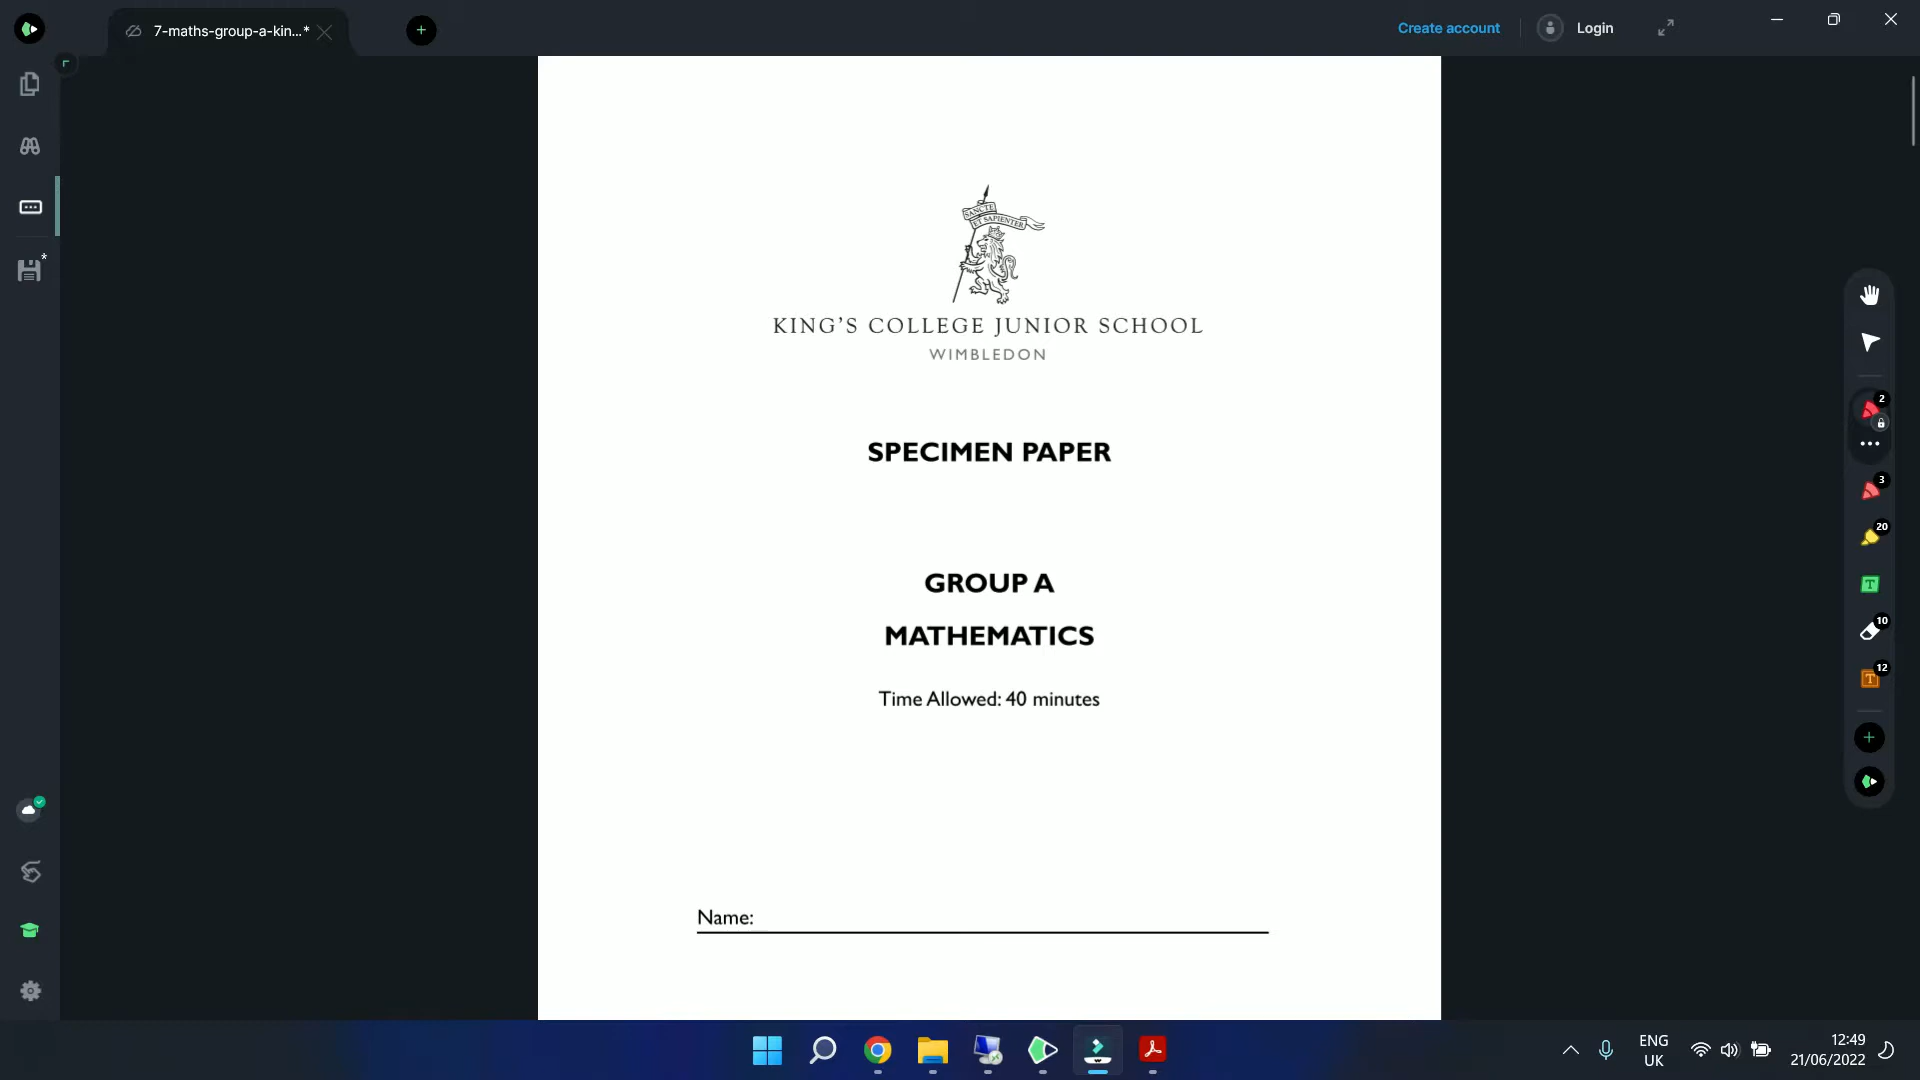 7-maths-group-a-kin...*
Create account
Login
SANCTE
ET SAPIENTER
KING'S COLLEGE JUNIOR SCHOOL
WIMBLEDON
SPECIMEN PAPER
GROUP A
MATHEMATICS
Time Allowed: 40 minutes
Name:
2
3
20
T
10
12
T
ENG
UK
12:49
21/06/2022